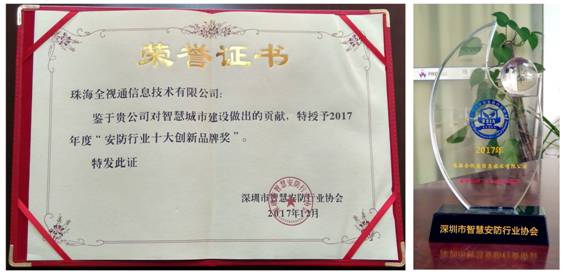 荣誉证书
珠海全视通信息技术有限公司:
鉴于贵公司对智慧城市建设做出的贡献,特授予2017
年度“安防行业十大创新品牌奖”。
特发此证
深圳市智慧安防行业协会
2017年12月
2017年
深圳市智慧安防行业协会